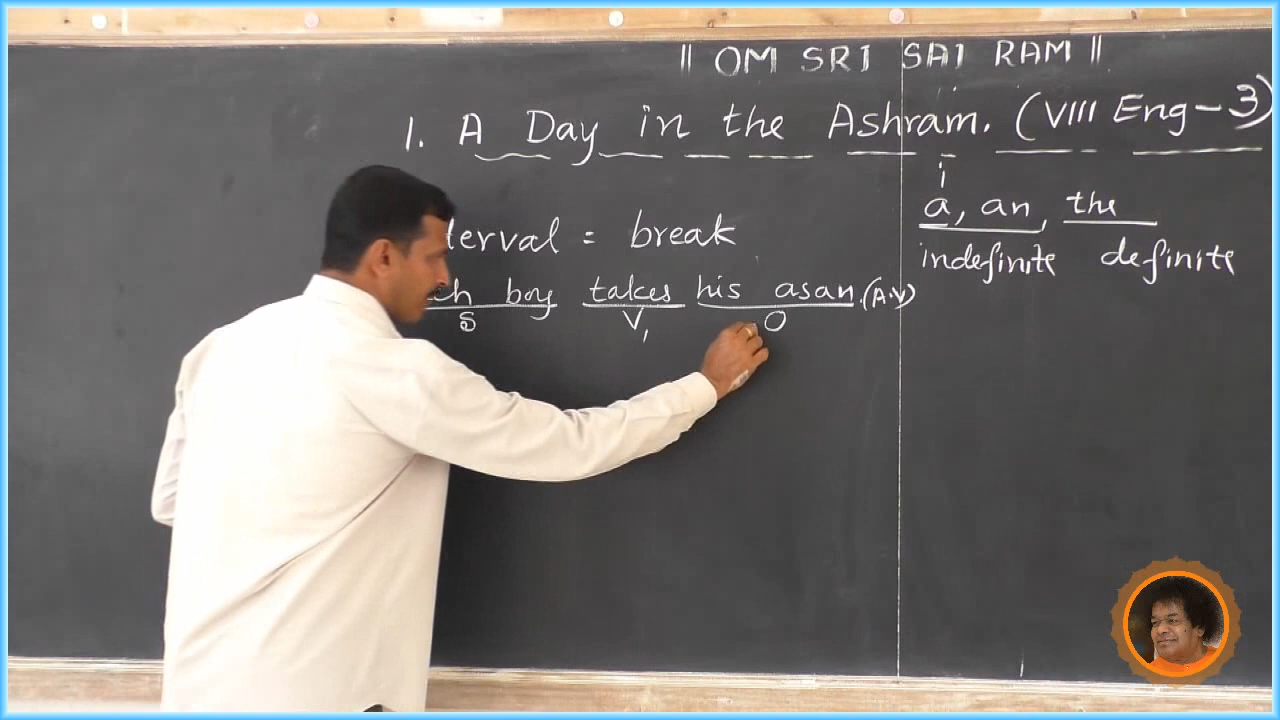 || OM SRI SAI RAM ||
1. A Day in the Ashram. (VIII Eng-3)
a, an, the
indefinite definite
= break
boy takes his asan. (A.V)
S V1 O